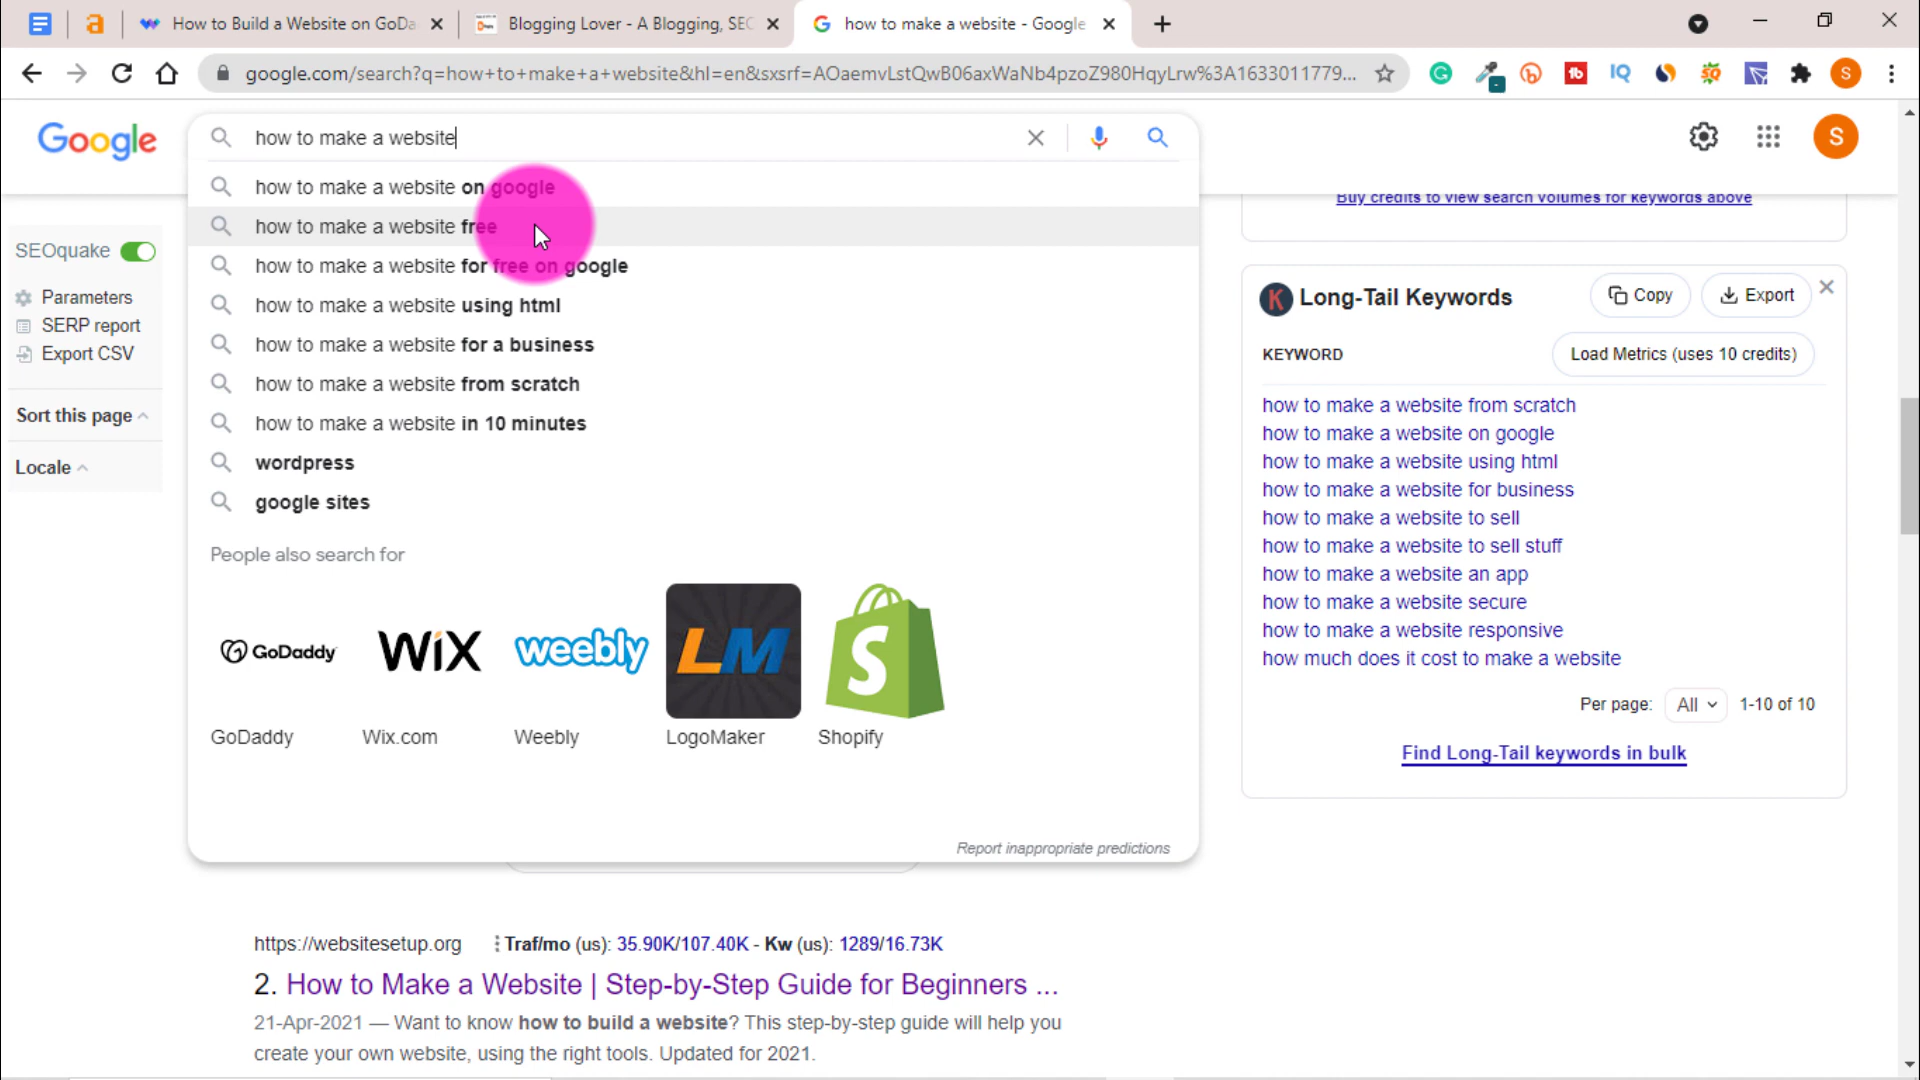 How to Build a Website on GoDa
Blogging Lover - A Blogging, SEC
how to make a website - Google
google.com/search?q=how+to+make+a+website&hl=en&sxsrf=AOaemvLstQwB06axWaNb4pzoZ980HqyLrw%3A1633011779...
Google
how to make a website
S
how to make a website on google
how to make a website free
how to make a website for free on google
how to make a website using html
how to make a website for a business
how to make a website from scratch
how to make a website in 10 minutes
wordpress
google sites
People also search for
GoDaddy
WiX
weebly
LM
S
GoDaddy
Wix.com
Weebly
LogoMaker
Shopify
Report inappropriate predictions
SEOquake
Parameters
SERP report
Export CSV
Sort this page
Locale
Buy credits to view search volumes for keywords above
K Long-Tail Keywords
Copy
Export
KEYWORD
Load Metrics (uses 10 credits)
how to make a website from scratch
how to make a website on google
how to make a website using html
how to make a website for business
how to make a website to sell
how to make a website to sell stuff
how to make a website an app
how to make a website secure
how to make a website responsive
how much does it cost to make a website
Per page: All 1-10 of 10
Find Long-Tail keywords in bulk
https://websitesetup.org Traf/mo (us): 35.90K/107.40K - Kw (us): 1289/16.73K
2. How to Make a Website | Step-by-Step Guide for Beginners ...
21-Apr-2021 — Want to know how to build a website? This step-by-step guide will help you
create your own website, using the right tools. Updated for 2021.